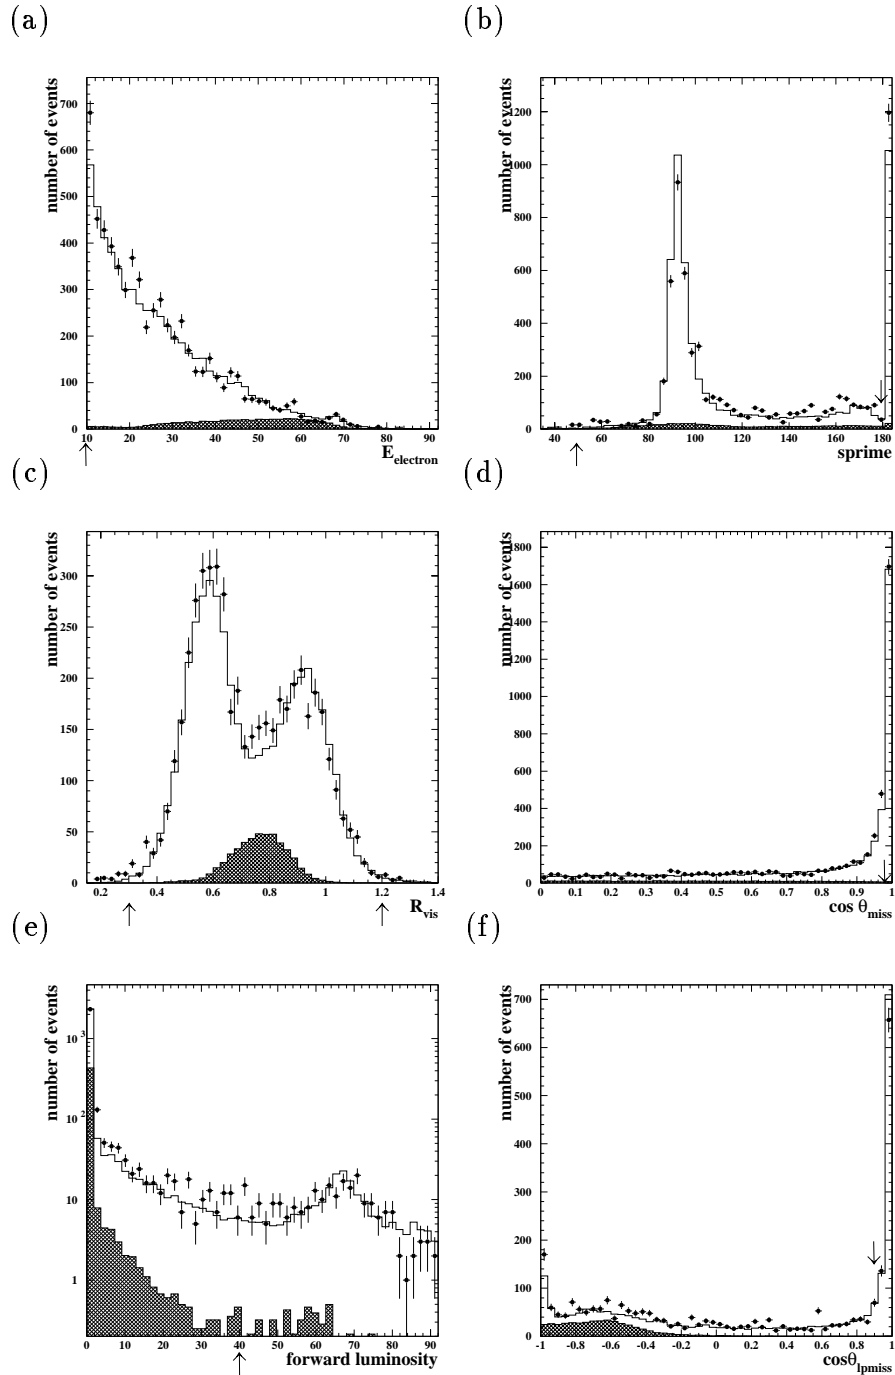 (a)
(b)
number of events
700
600
500
400
300
200
100
0
10 20 30 40 50 60 70 80 90
E_electron
number of events
1200
1000
800
600
400
200
0
40 60 80 100 120 140 160 180
sprime
(c)
(d)
number of events
300
250
200
150
100
50
0
0.2 0.4 0.6 0.8 1 1.2 1.4
R_vis
number of events
1800
1600
1400
1200
1000
800
600
400
200
0
0 0.1 0.2 0.3 0.4 0.5 0.6 0.7 0.8 0.9 1
cos θ_miss
(e)
(f)
number of events
10^3
10^2
10
1
0 10 20 30 40 50 60 70 80 90
forward luminosity
number of events
700
600
500
400
300
200
100
0
-1 -0.8 -0.6 -0.4 -0.2 0 0.2 0.4 0.6 0.8 1
cosθ_lpmiss